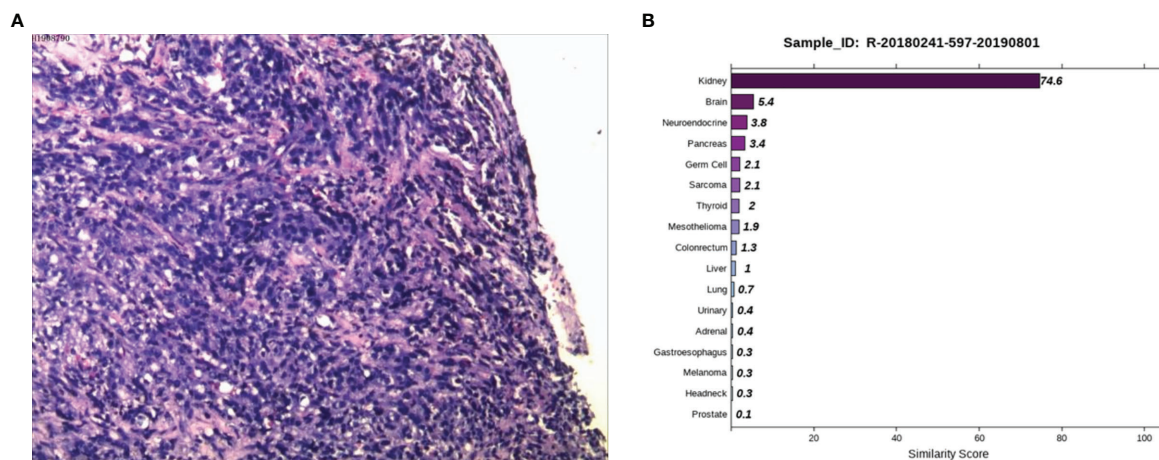 A
B
Sample_ID: R-20180241-597-20190801
Kidney 74.6
Brain 5.4
Neuroendocrine 3.8
Pancreas 3.4
Germ Cell 2.1
Sarcoma 2.1
Thyroid 2
Mesothelioma 1.9
Colonrectum 1.3
Liver 1
Lung 0.7
Urinary 0.4
Adrenal 0.4
Gastroesophagus 0.3
Melanoma 0.3
Headneck 0.3
Prostate 0.1
20 40 60 80 100
Similarity Score